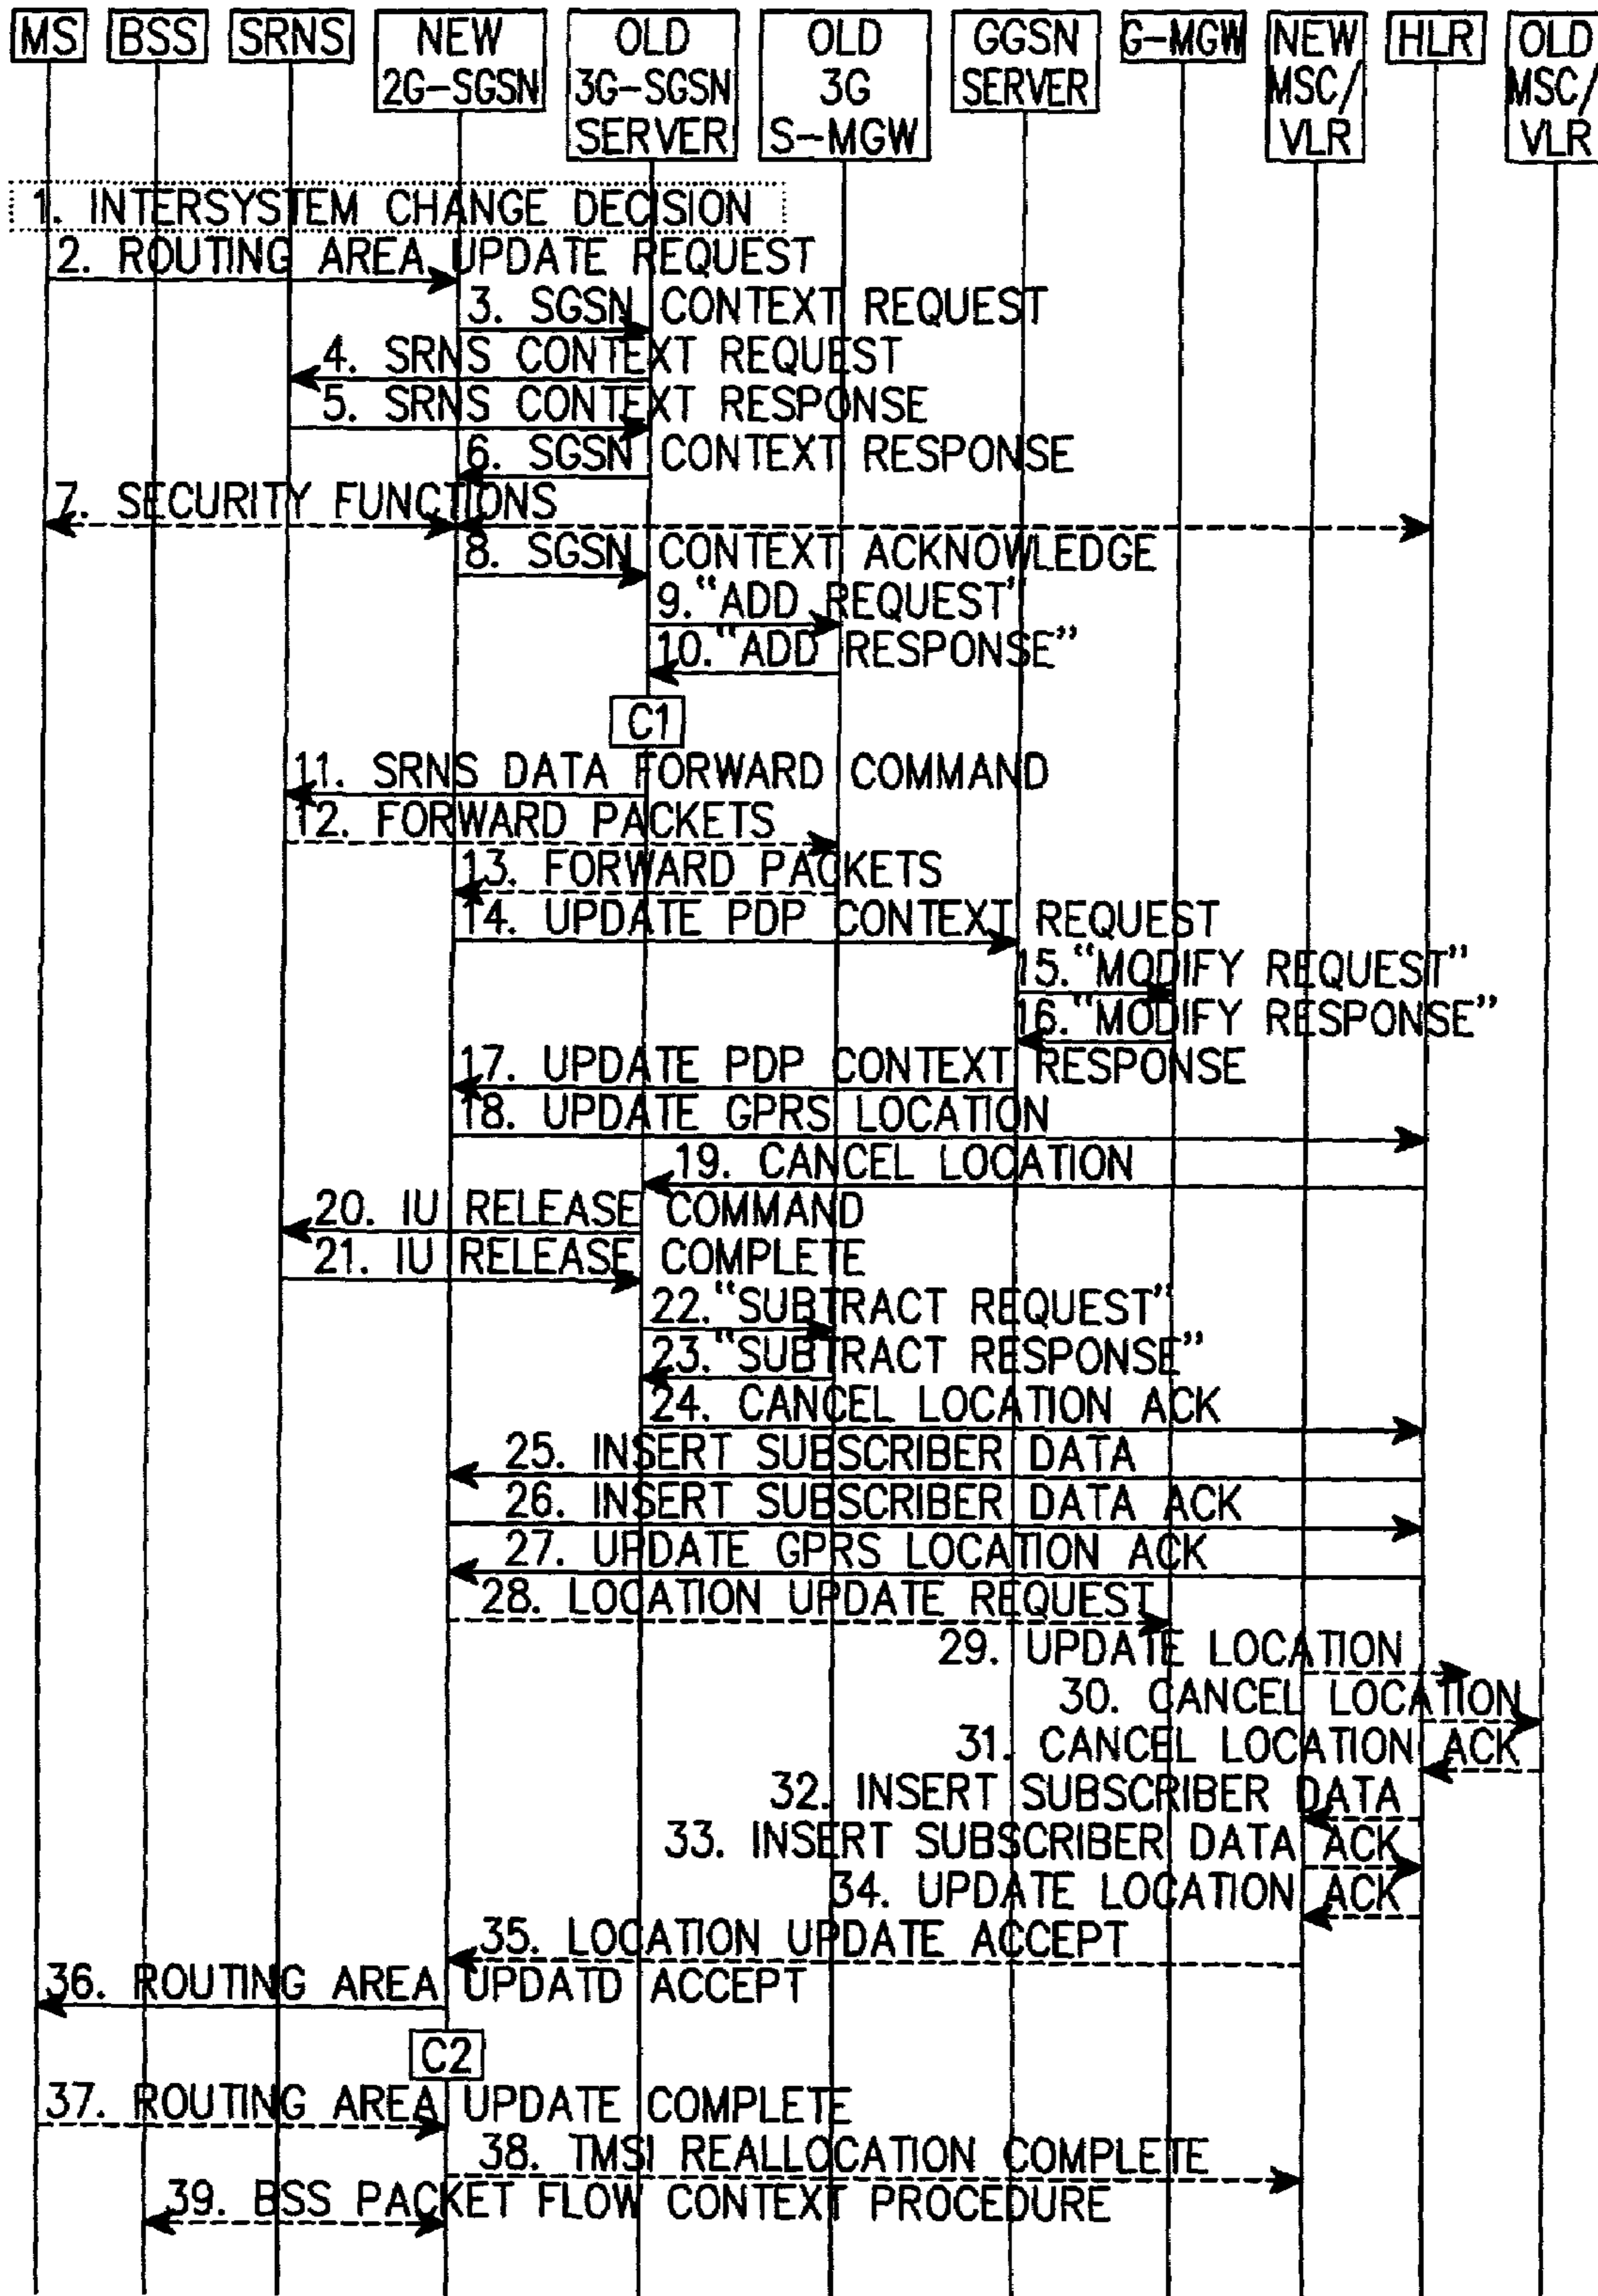 MS BSS SRNS NEW OLD OLD GGSN G-MGW NEW HLR OLD
2G-SGSN 3G-SGSN 3G SERVER MSC/ MSC/
SERVER S-MGW VLR VLR
1. INTERSYSTEM CHANGE DECISION
2. ROUTING AREA UPDATE REQUEST
3. SGSN CONTEXT REQUEST
4. SRNS CONTEXT REQUEST
5. SRNS CONTEXT RESPONSE
6. SGSN CONTEXT RESPONSE
7. SECURITY FUNCTIONS
8. SGSN CONTEXT ACKNOWLEDGE
9. “ADD REQUEST”
10. “ADD RESPONSE”
C1
11. SRNS DATA FORWARD COMMAND
12. FORWARD PACKETS
13. FORWARD PACKETS
14. UPDATE PDP CONTEXT REQUEST
15. “MODIFY REQUEST”
16. “MODIFY RESPONSE”
17. UPDATE PDP CONTEXT RESPONSE
18. UPDATE GPRS LOCATION
19. CANCEL LOCATION
20. IU RELEASE COMMAND
21. IU RELEASE COMPLETE
22. “SUBTRACT REQUEST”
23. “SUBTRACT RESPONSE”
24. CANCEL LOCATION ACK
25. INSERT SUBSCRIBER DATA
26. INSERT SUBSCRIBER DATA ACK
27. UPDATE GPRS LOCATION ACK
28. LOCATION UPDATE REQUEST
29. UPDATE LOCATION
30. CANCEL LOCATION
31. CANCEL LOCATION ACK
32. INSERT SUBSCRIBER DATA
33. INSERT SUBSCRIBER DATA ACK
34. UPDATE LOCATION ACK
35. LOCATION UPDATE ACCEPT
36. ROUTING AREA UPDATD ACCEPT
C2
37. ROUTING AREA UPDATE COMPLETE
38. TMSI REALLOCATION COMPLETE
39. BSS PACKET FLOW CONTEXT PROCEDURE